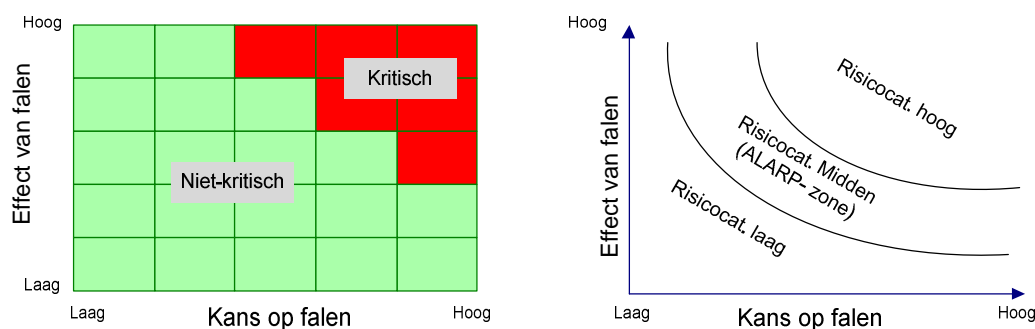 Hoog
Effect van falen
Kritisch
Niet-kritisch
Laag
Laag
Kans op falen
Hoog
Hoog
Effect van falen
Risicocat. hoog
Risicocat. Midden
(ALARP- zone)
Risicocat. laag
Laag
Kans op falen
Hoog